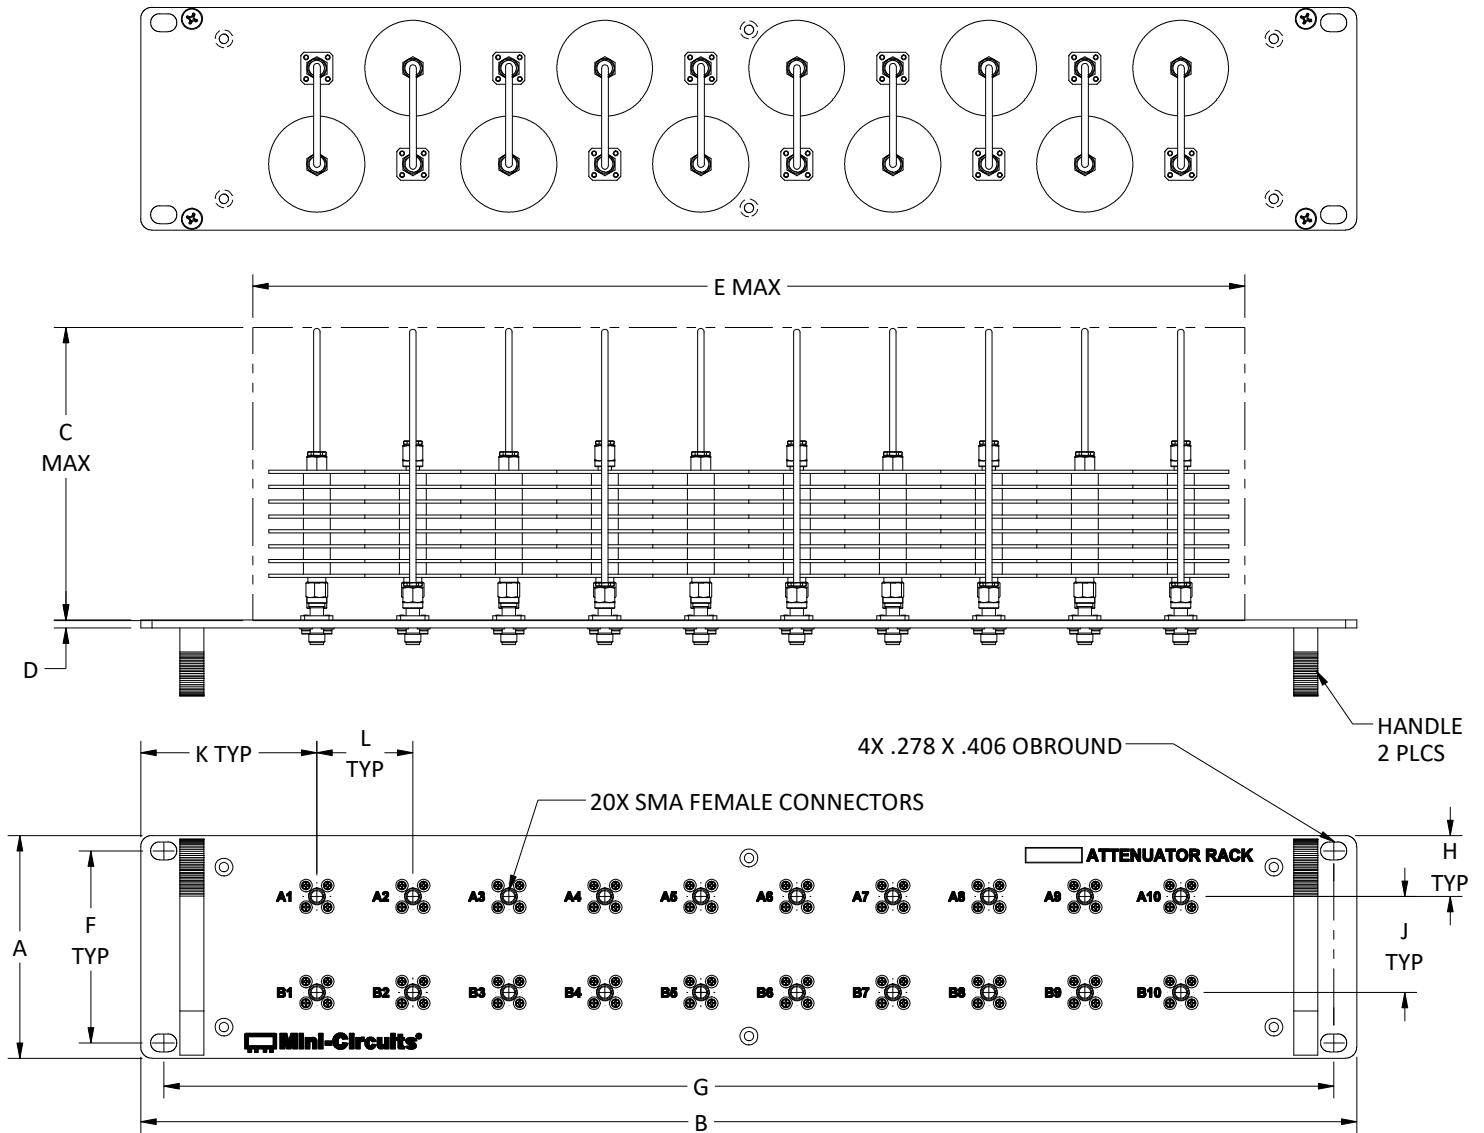 E MAX
C
MAX
D
HANDLE
2 PLCS
K TYP
L
TYP
4X .278 X .406 OBROUND
20X SMA FEMALE CONNECTORS
ATTENUATOR RACK
H
TYP
A1 A2 A3 A4 A5 A6 A7 A8 A9 A10
F
TYP
A
J
TYP
B1 B2 B3 B4 B5 B6 B7 B8 B9 B10
Mini-Circuits®
G
B